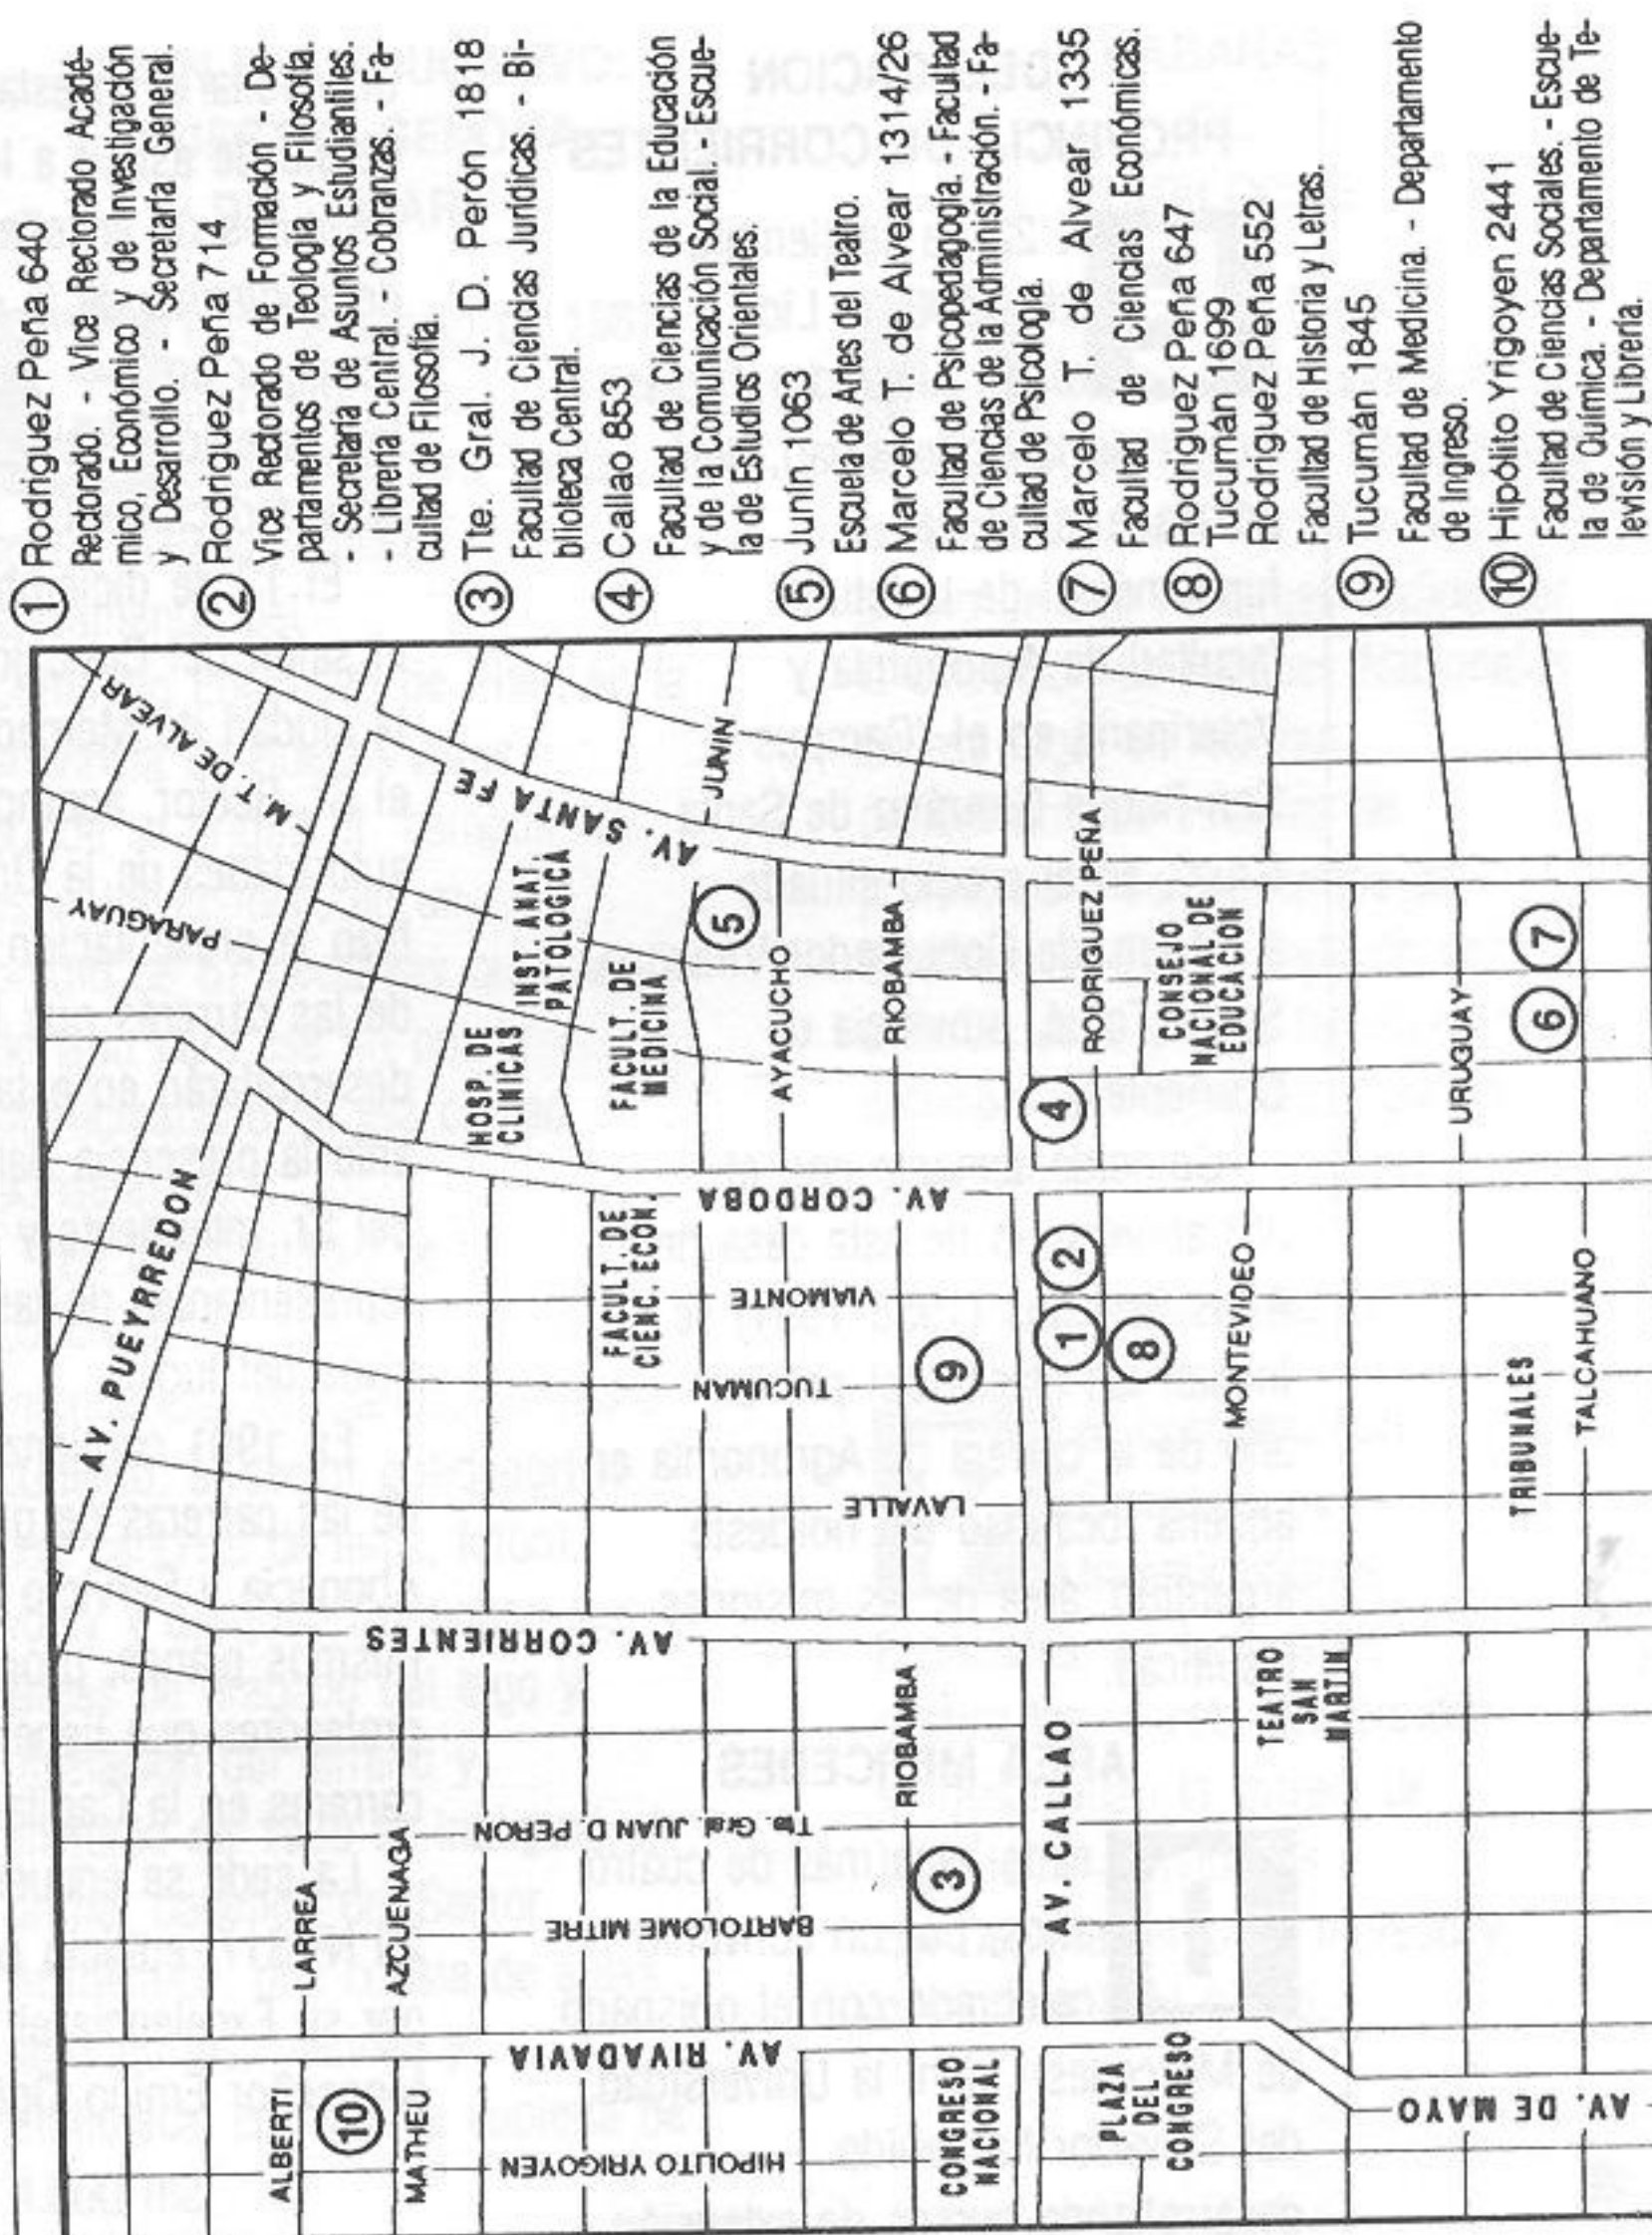 ① Rodriguez Peña 640
Rectorado. - Vice Rectorado Acadé-
mico, Económico y de Investigación
y Desarrollo. - Secretaría General.
② Rodriguez Peña 714
Vice Rectorado de Formación - De-
partamentos de Teología y Filosofía.
- Secretaría de Asuntos Estudiantiles.
- Librería Central. - Cobranzas. - Fa-
cultad de Filosofía.
③ Tte. Gral. J. D. Perón 1818
Facultad de Ciencias Jurídicas. - Bi-
blioteca Central.
④ Callao 853
Facultad de Ciencias de la Educación
y de la Comunicación Social.- Escue-
la de Estudios Orientales.
⑤ Junín 1063
Escuela de Artes del Teatro.
⑥ Marcelo T. de Alvear 1314/26
Facultad de Psicopedagogía. - Facultad
de Ciencias de la Administración. - Fa-
cultad de Psicología.
⑦ Marcelo T. de Alvear 1335
Facultad de Ciencias Económicas.
⑧ Rodriguez Peña 647
Tucumán 1699
Rodriguez Peña 552
Facultad de Historia y Letras.
⑨ Tucumán 1845
Facultad de Medicina. - Departamento
de Ingreso.
⑩ Hipólito Yrigoyen 2441
Facultad de Ciencias Sociales. - Escue-
la de Química. - Departamento de Te-
levisión y Librería.
M. T. DE ALVEAR
PARAGUAY
AV. PUEYRREDON
AV. SANTA FE
INST. ANAT.
PATOLOGICA
HOSP. DE
CLINICAS
FACULT. DE
MEDICINA
JUNIN
5
AYACUCHO
RIOBAMBA
RODRIGUEZ PEÑA
CONSEJO
NACIONAL DE
EDUCACION
URUGUAY
6
7
4
AV. CORDOBA
FACULT. DE
CIENC. ECON.
VIAMONTE
TUCUMAN
LAVALLE
9
1
2
8
MONTEVIDEO
TRIBUNALES
TALCAHUANO
AV. CORRIENTES
RIOBAMBA
AV. CALLAO
TEATRO
SAN
MARTIN
LARREA
AZCUENAGA
Tte. Gral. JUAN D. PERON
BARTOLOME MITRE
3
AV. RIVADAVIA
ALBERTI
10
MATHEU
HIPOLITO YRIGOYEN
CONGRESO
NACIONAL
PLAZA
DEL
CONGRESO
AV. DE MAYO